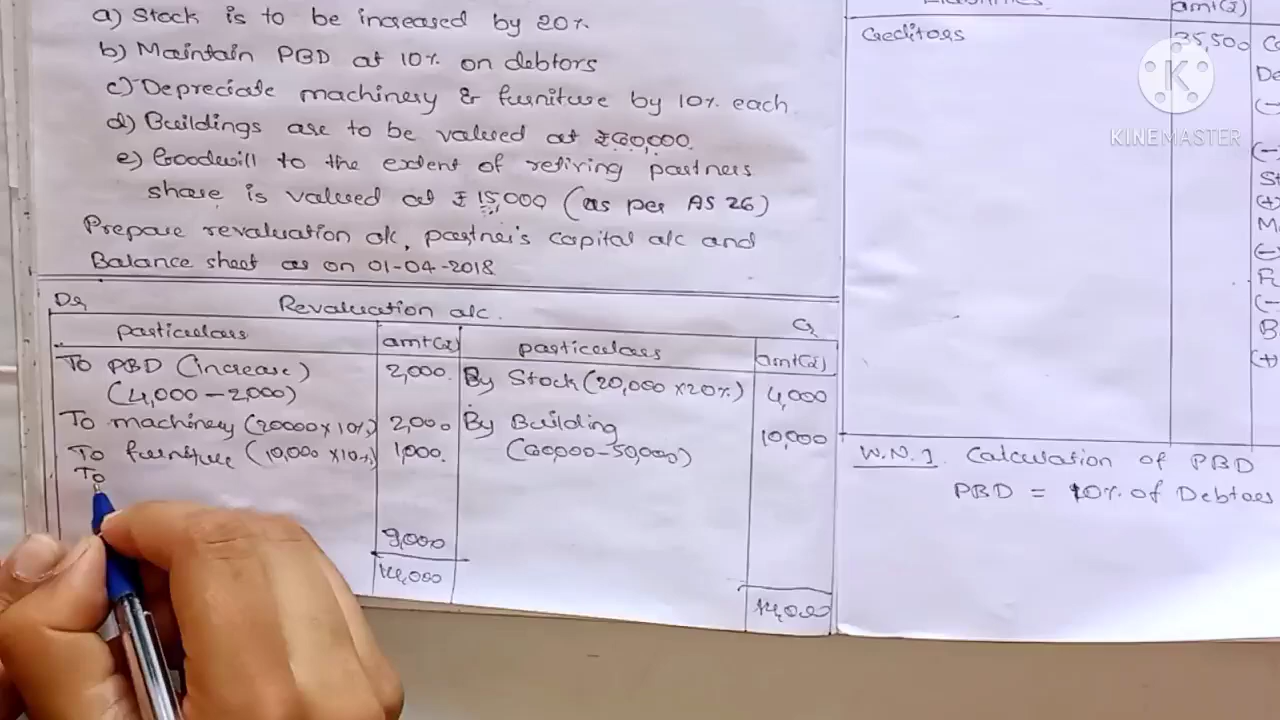 a) Stock is to be increased by 20%
b) Maintain PBD at 10% on debtors
c) Depreciate machinery & furniture by 10% each
d) Buildings are to be valued at ₹60,000.
e) Goodwill to the extent of retiring partners
share is valued at ₹15,000 (as per AS 26)
Prepare revaluation a/c, partner's capital a/c and
Balance sheet as on 01-04-2018
Dr Revaluation a/c. Cr
particulars amt(₹) particulars amt(₹)
To PBD (increase) 2,000. By Stock (20,000 × 20%) 4,000
(4,000 - 2,000)
To machinery (20000 × 10%) 2,000 By Building 10,000
To furniture (10,000 × 10%) 1,000. (60,000 - 50,000)
To
9,000
14,000 14,000
amt(₹)
Creditors 35,500
De
(-
(-
St
(+)
M
(-
F
(-
B
(+)
W.N.1. Calculation of PBD
PBD = 10% of Debtors
KINEMASTER